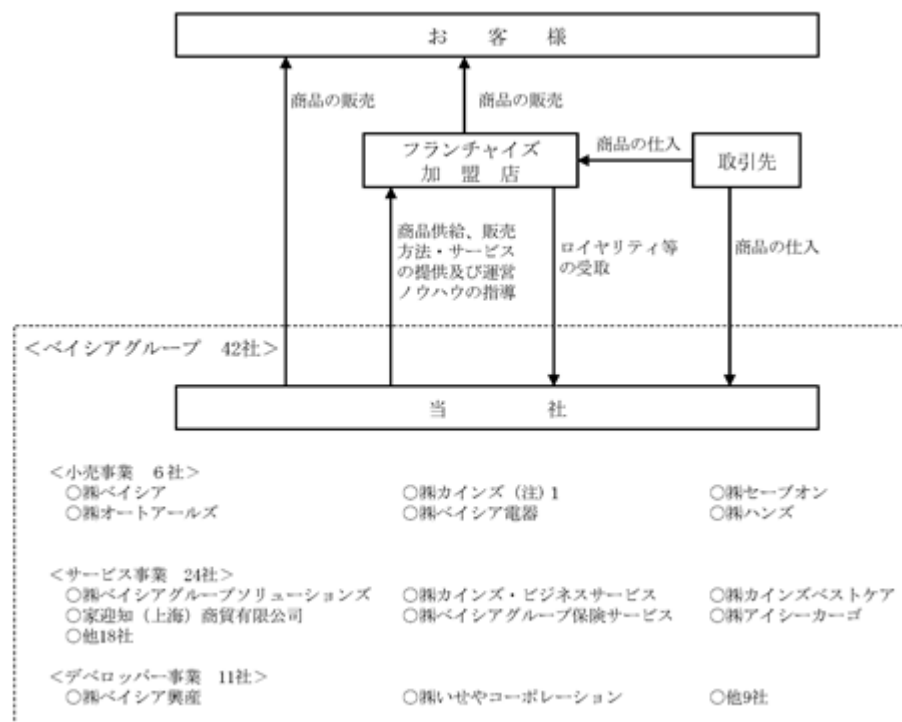 お 客 様
商品の販売
商品の販売
フランチャイズ
加 盟 店
商品の仕入
取引先
商品供給、販売
方法・サービス
の提供及び運営
ノウハウの指導
ロイヤリティ等
の受取
商品の仕入
＜ベイシアグループ 42社＞
当 社
＜小売事業 6社＞
○㈱ベイシア ○㈱カインズ（注）1 ○㈱セーブオン
○㈱オートアールズ ○㈱ベイシア電器 ○㈱ハンズ
＜サービス事業 24社＞
○㈱ベイシアグループソリューションズ ○㈱カインズ・ビジネスサービス ○㈱カインズベストケア
○家迎知（上海）商貿有限公司 ○㈱ベイシアグループ保険サービス ○㈱アイシーカーゴ
○他18社
＜デベロッパー事業 11社＞
○㈱ベイシア興産 ○㈱いせやコーポレーション ○他9社